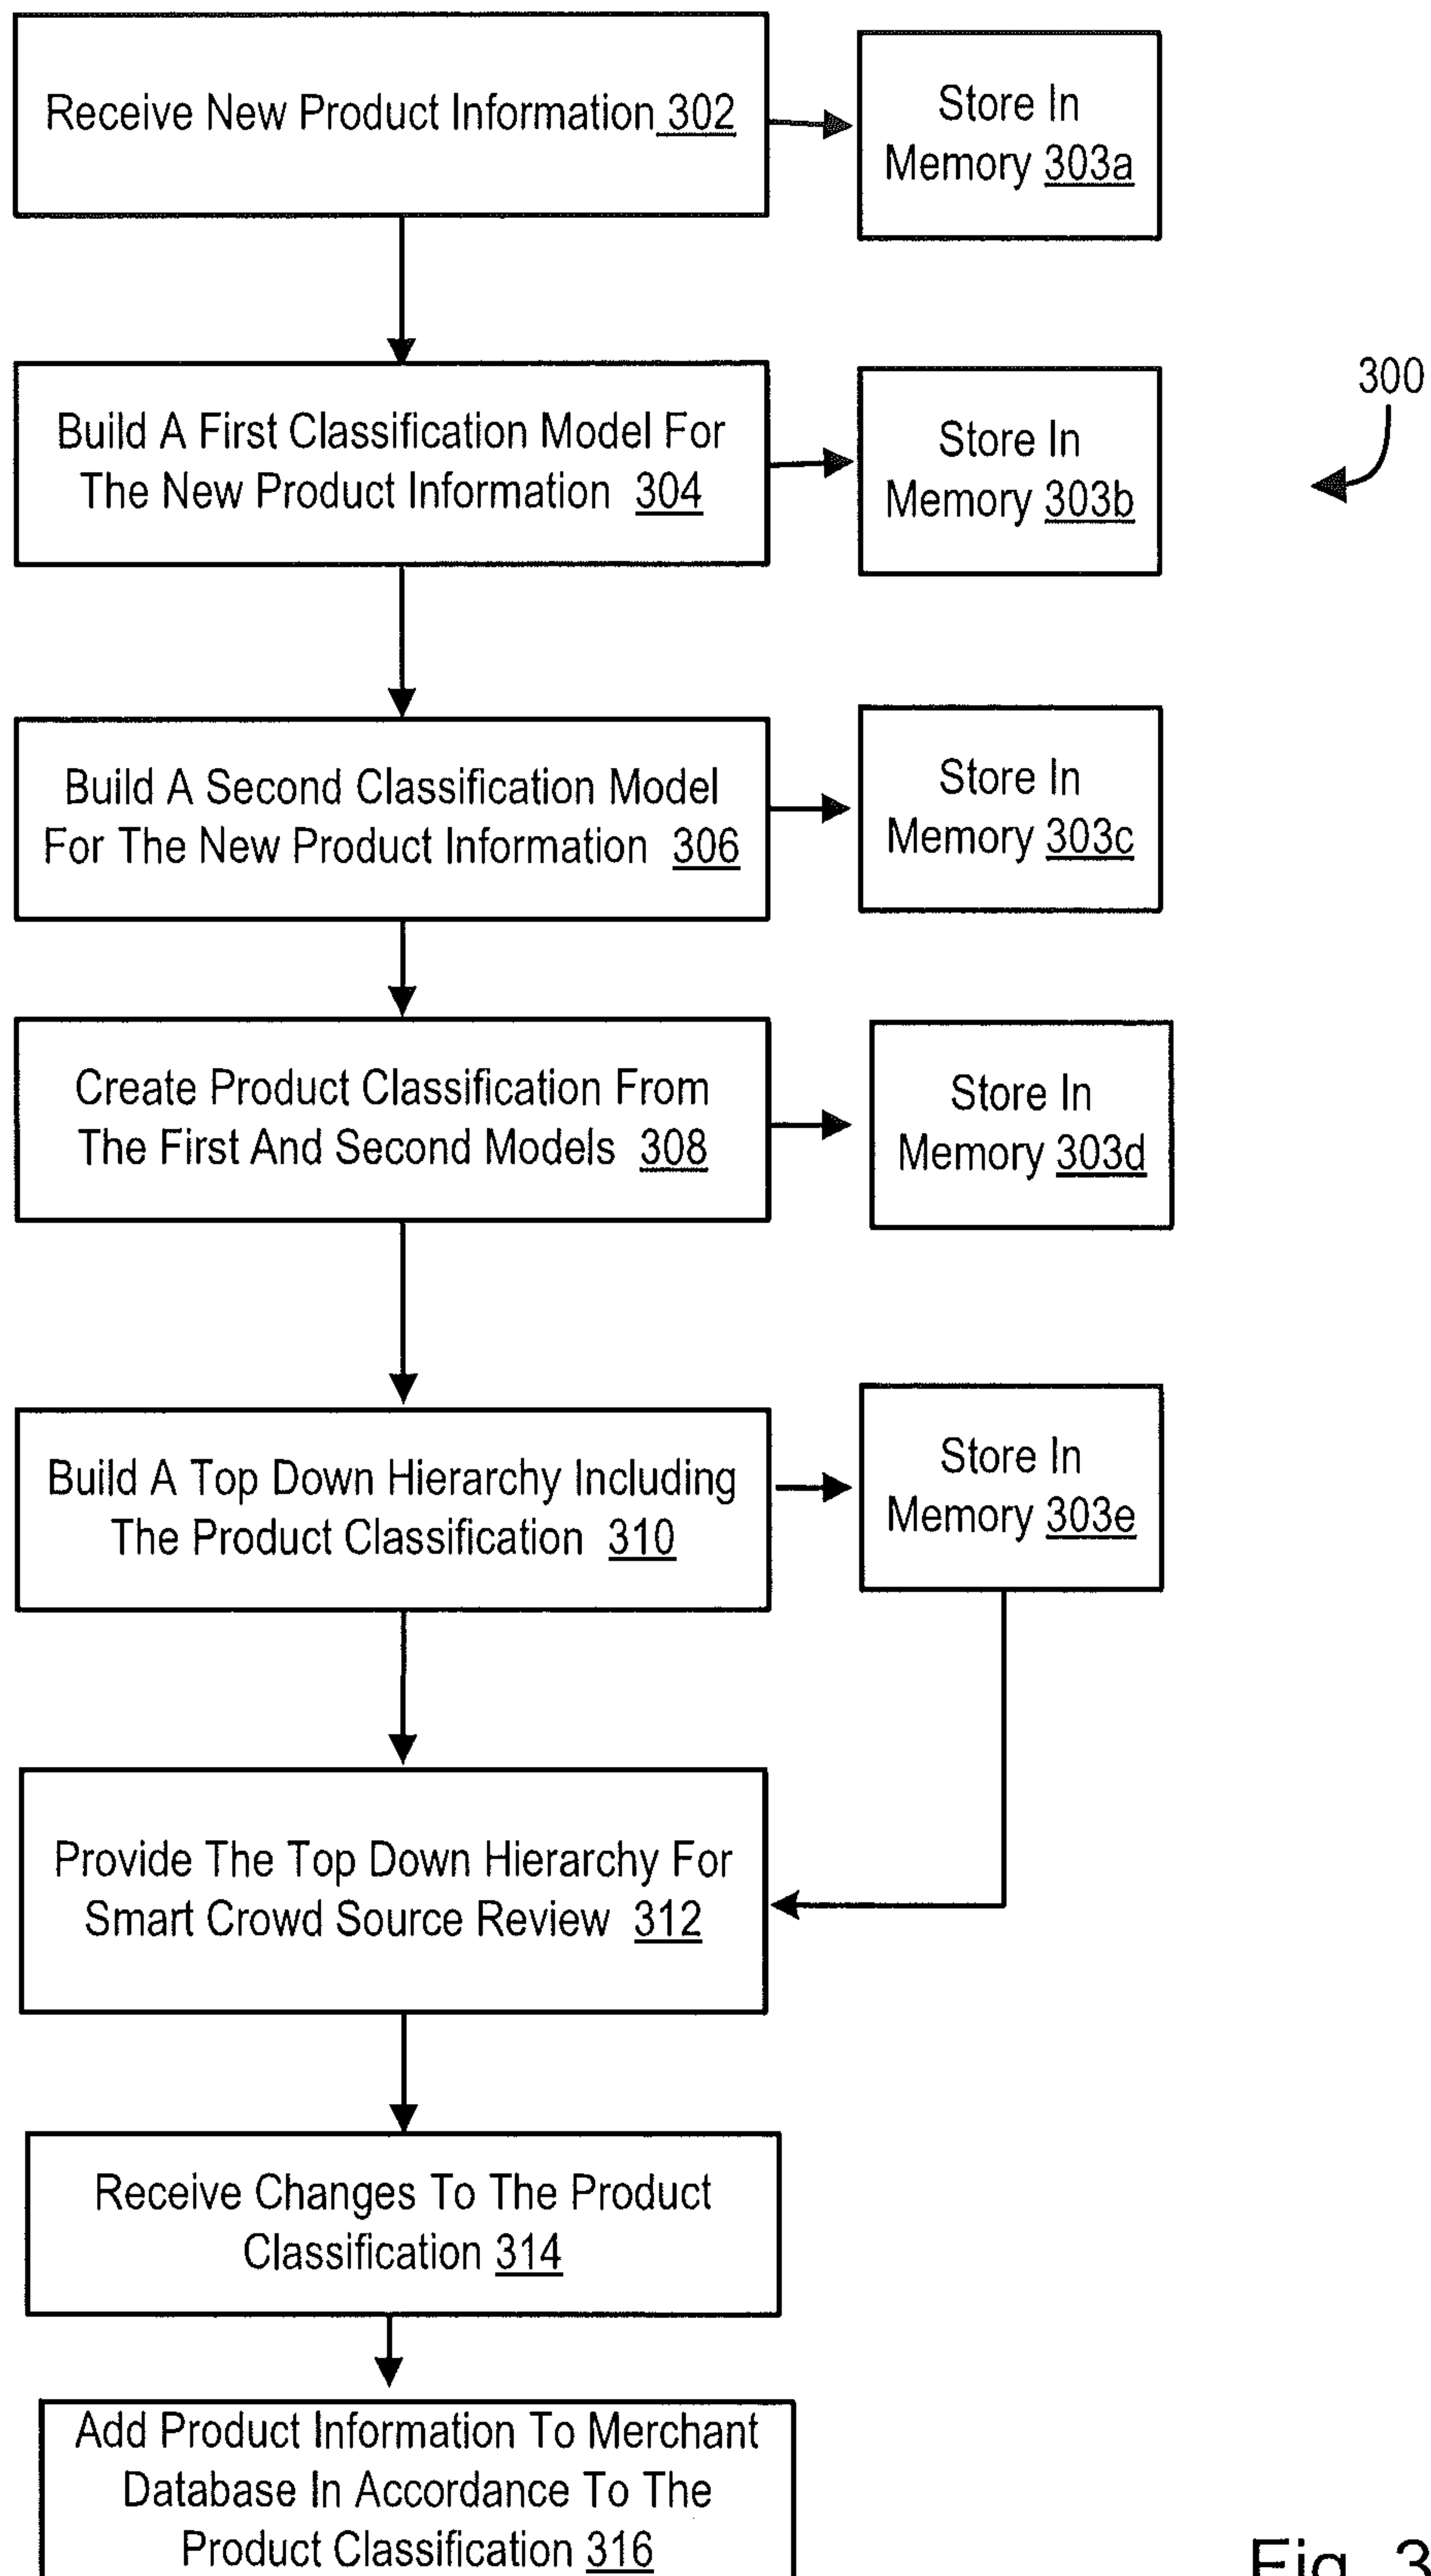 Receive New Product Information 302
Store In
Memory 303a
Build A First Classification Model For
The New Product Information 304
Store In
Memory 303b
300
Build A Second Classification Model
For The New Product Information 306
Store In
Memory 303c
Create Product Classification From
The First And Second Models 308
Store In
Memory 303d
Build A Top Down Hierarchy Including
The Product Classification 310
Store In
Memory 303e
Provide The Top Down Hierarchy For
Smart Crowd Source Review 312
Receive Changes To The Product
Classification 314
Add Product Information To Merchant
Database In Accordance To The
Product Classification 316
Fig. 3